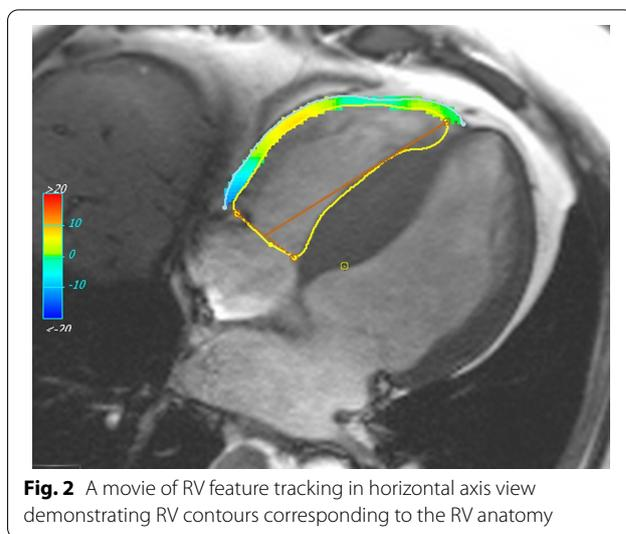 >20
10
0
-10
<-20
Fig. 2 A movie of RV feature tracking in horizontal axis view
demonstrating RV contours corresponding to the RV anatomy